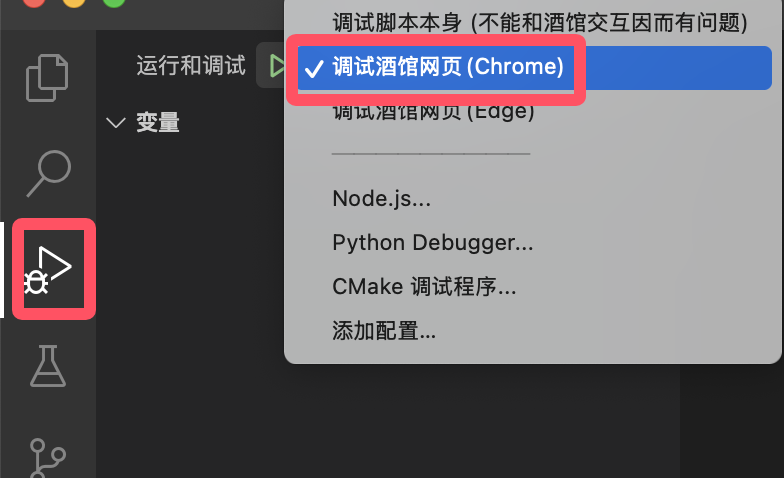 调试脚本本身 (不能和酒馆交互因而有问题)
运行和调试
✓ 调试酒馆网页 (Chrome)
调试酒馆网页 (Edge)
变量
Node.js...
Python Debugger...
CMake 调试程序...
添加配置...